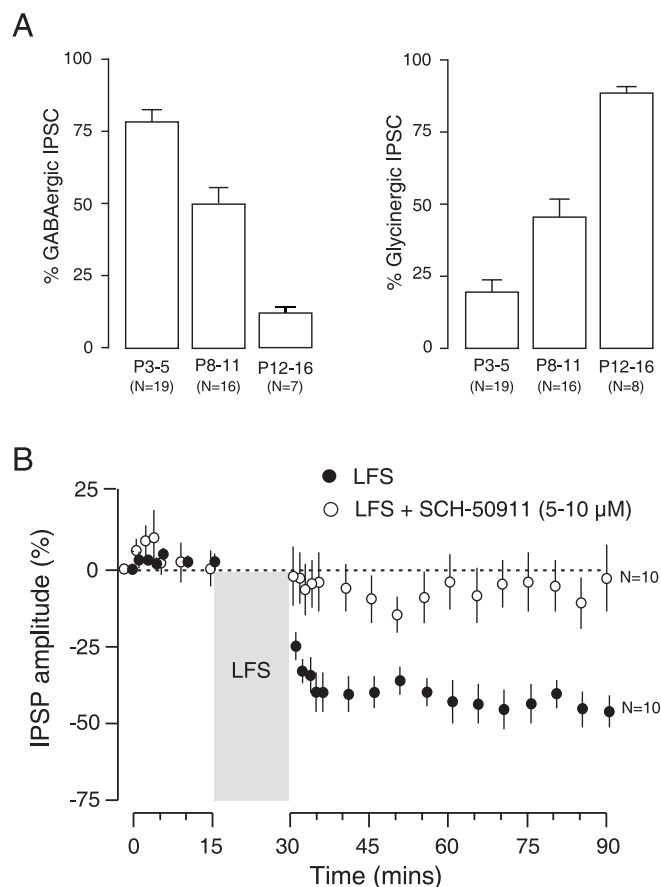 A
100
75
50
25
0
% GABAergic IPSC
P3-5
(N=19)
P8-11
(N=16)
P12-16
(N=7)
100
75
50
25
0
% Glycinergic IPSC
P3-5
(N=19)
P8-11
(N=16)
P12-16
(N=8)
B
LFS
LFS + SCH-50911 (5-10 µM)
25
0
-25
-50
-75
IPSP amplitude (%)
LFS
N=10
N=10
0
15
30
45
60
75
90
Time (mins)